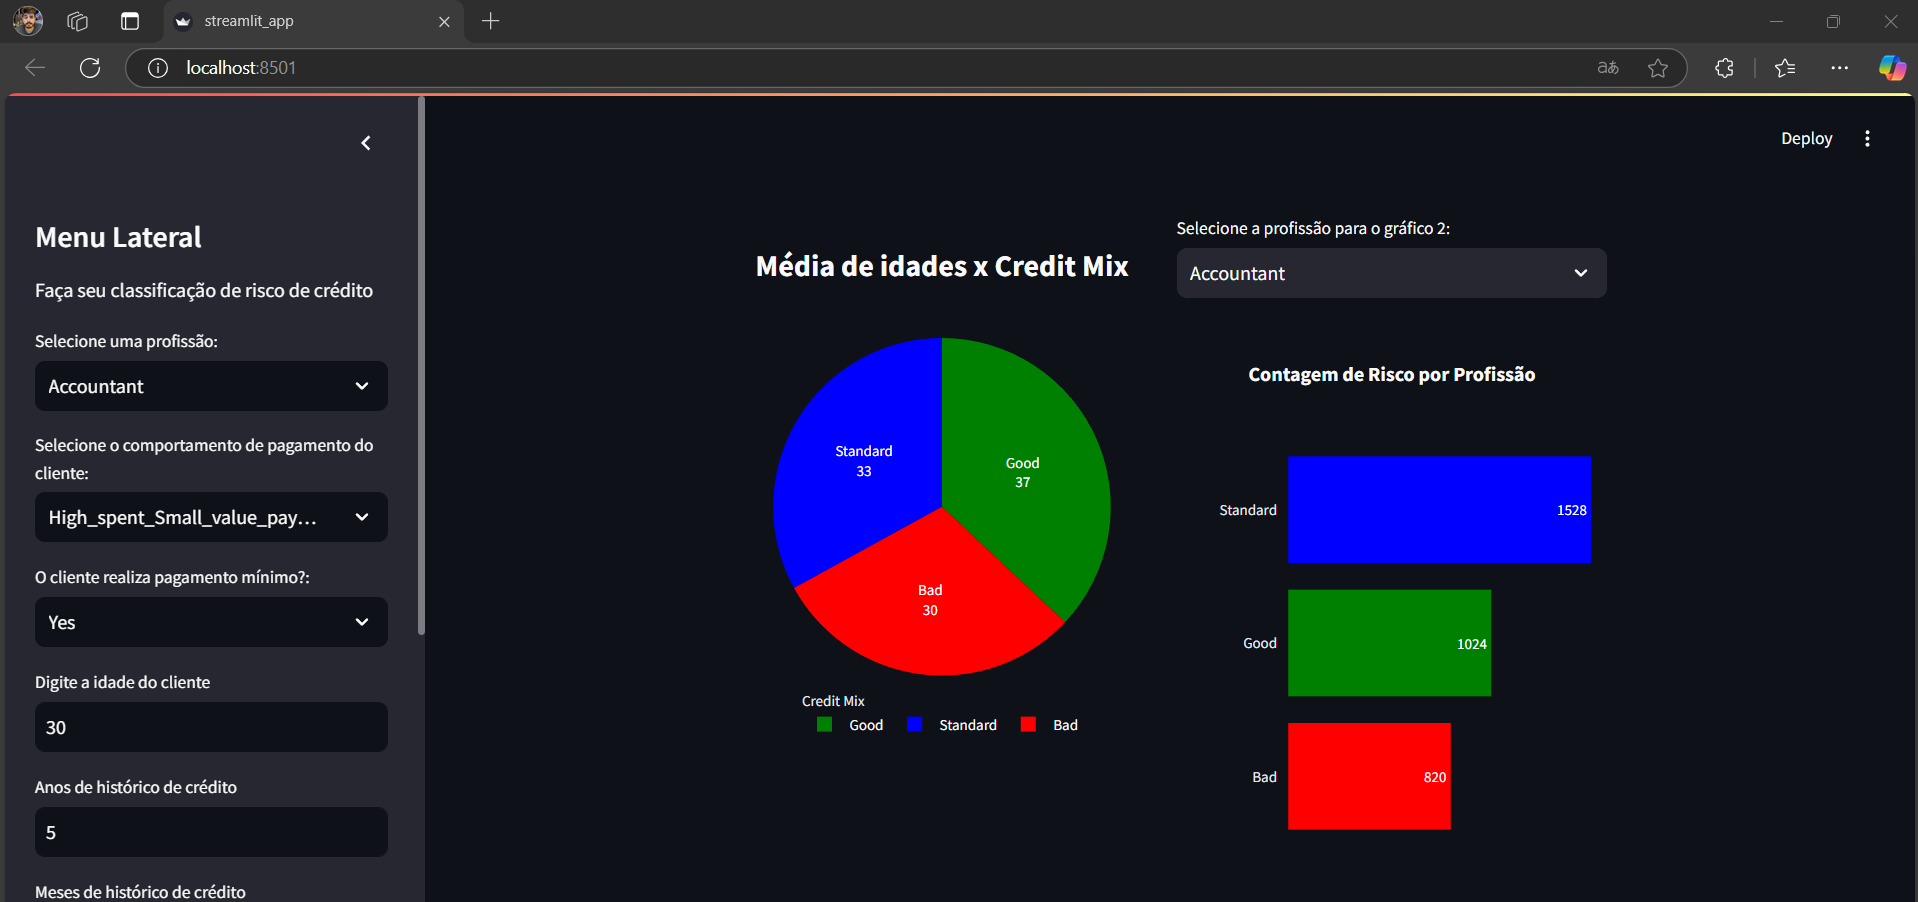 streamlit_app
localhost:8501
aあ
Deploy
Menu Lateral
Faça seu classificação de risco de crédito
Selecione uma profissão:
Accountant
Selecione o comportamento de pagamento do
cliente:
High_spent_Small_value_pay...
O cliente realiza pagamento mínimo?:
Yes
Digite a idade do cliente
30
Anos de histórico de crédito
5
Meses de histórico de crédito
Média de idades x Credit Mix
Standard
33
Good
37
Bad
30
Credit Mix
Good Standard Bad
Selecione a profissão para o gráfico 2:
Accountant
Contagem de Risco por Profissão
Standard 1528
Good 1024
Bad 820